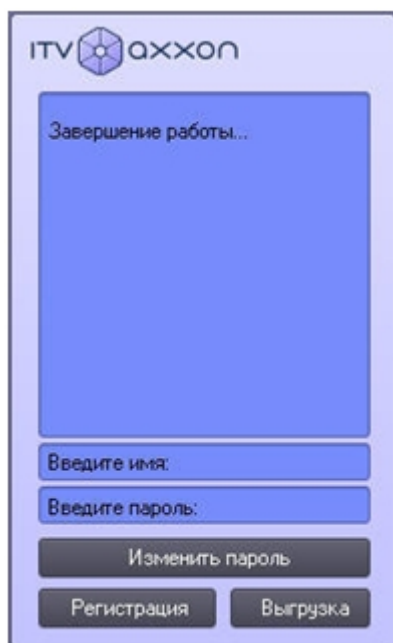 ITV axxon
Завершение работы...
Введите имя:
Введите пароль:
Изменить пароль
Регистрация Выгрузка